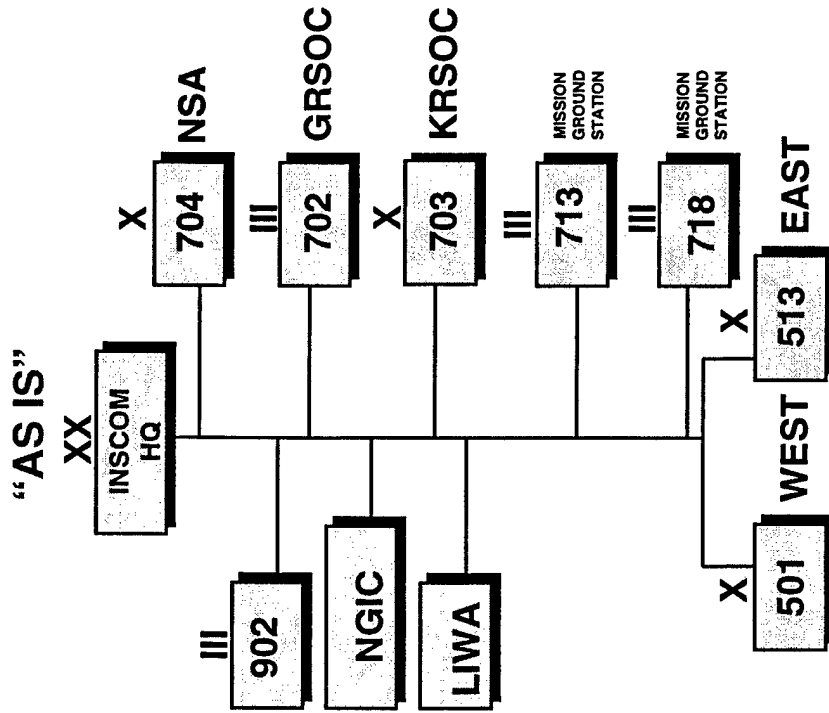 “AS IS”
XX
INSCOM
HQ
X
704
NSA
III
902
III
702
GRSOC
NGIC
X
703
KRSOC
LIWA
III
713
MISSION
GROUND
STATION
III
718
MISSION
GROUND
STATION
X
501
WEST
X
513
EAST